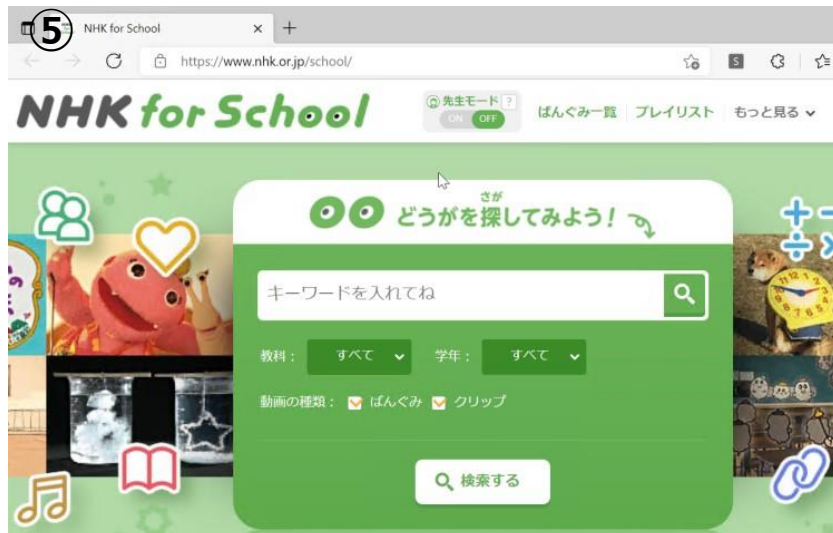 ⑤
NHK for School
https://www.nhk.or.jp/school/
NHK for School
先生モード ?
ON OFF
ばんぐみ一覧 プレイリスト もっと見る
さが
どうがを探してみよう!
キーワードを入れてね
教科: すべて 学年: すべて
動画の種類: ばんぐみ クリップ
検索する